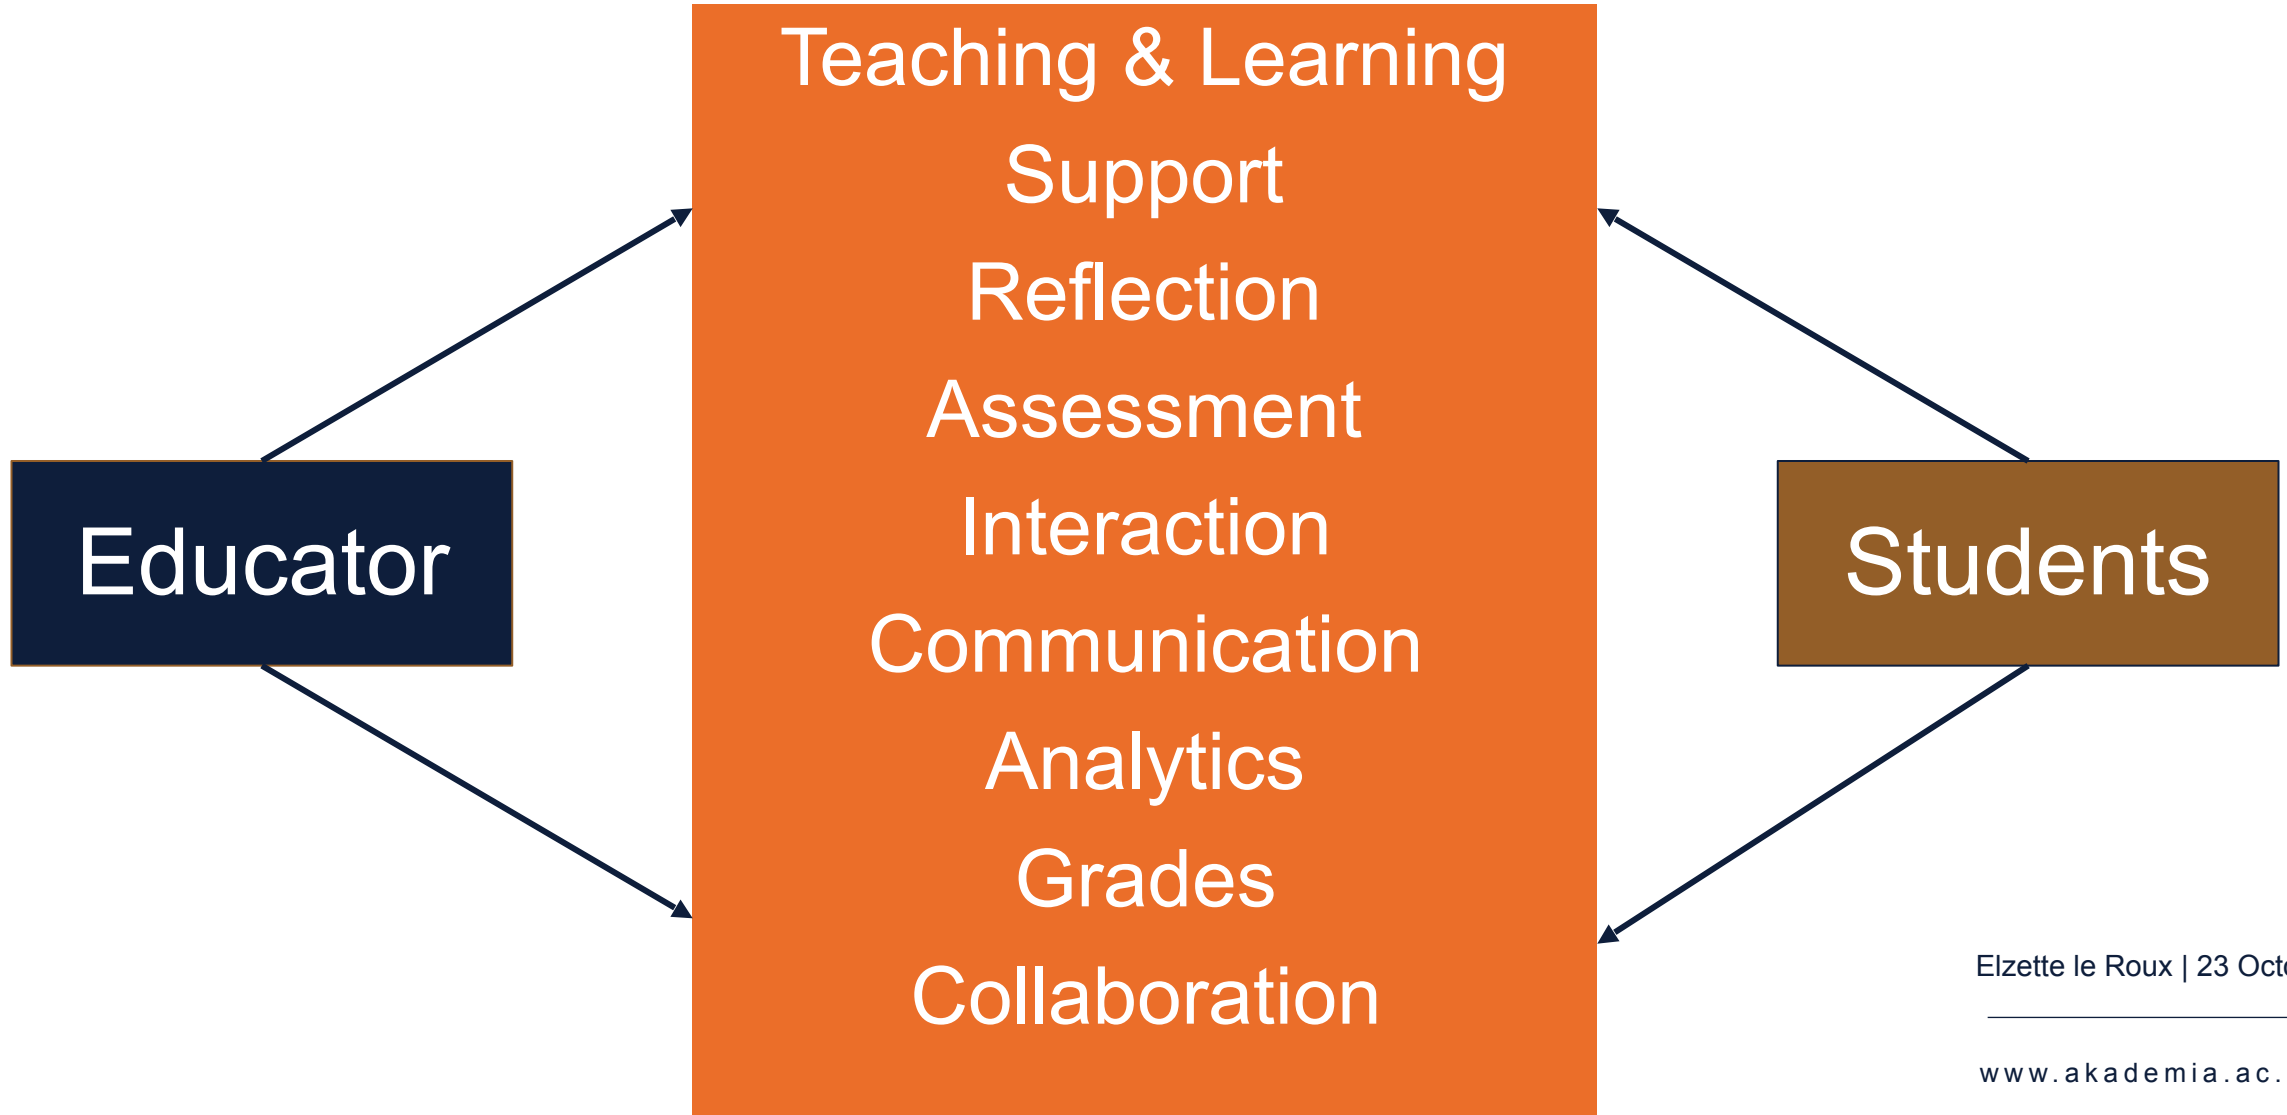 Teaching & Learning
Support
Reflection
Assessment
Interaction
Communication
Analytics
Grades
Collaboration
Educator
Students
Elzette le Roux | 23
www.akademia.ac.